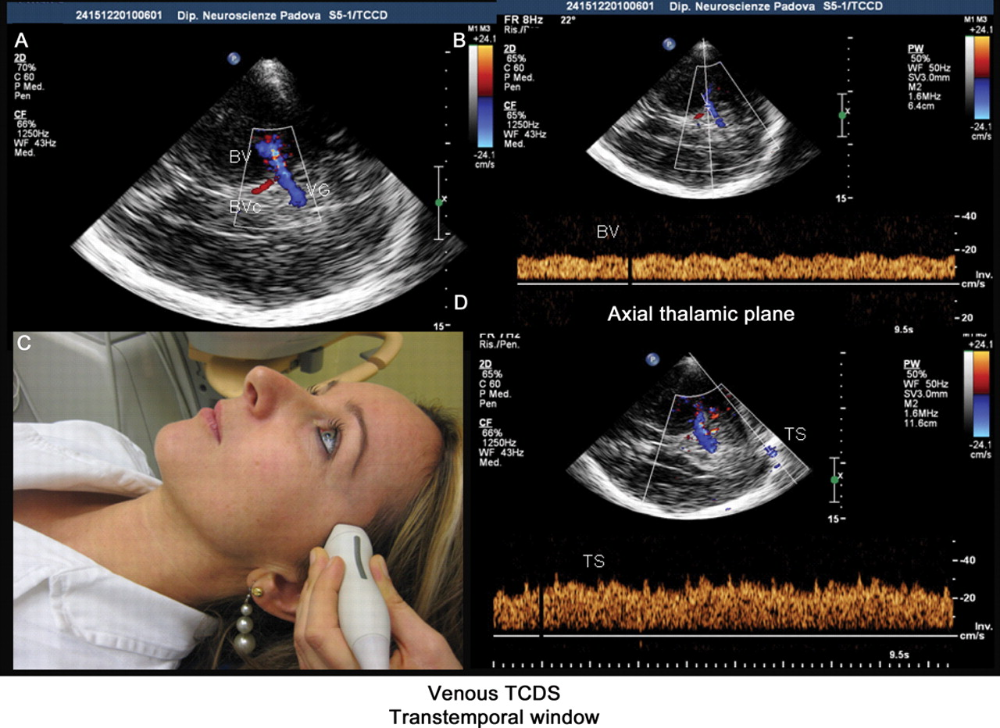 24151220100601 Dip. Neuroscienze Padova S5-1/TCCD
A
2D
70%
C 60
P Med.
Pen
CF
66%
1250Hz
WF 43Hz
Med.
P
BV
VG
BVc
M1 M3
+24.1
-24.1
cm/s
x
15
24151220100601 Dip. Neuroscienze Padova S5-1/TCCD
B
FR 8Hz 22°
2D
65%
C 60
P Med.
Pen
CF
65%
1250Hz
WF 43Hz
Med.
P
x
15
PW
50%
WF 50Hz
SV3.0mm
M2
1.6MHz
6.4cm
M1 M3
+24.1
-24.1
cm/s
BV
-40
-20
Inv.
cm/s
20
9.5s
Axial thalamic plane
C
D
Ris./Pen.
2D
65%
C 60
P Med.
Pen
CF
66%
1250Hz
WF 43Hz
Med.
P
TS
x
15
PW
50%
WF 50Hz
SV3.0mm
M2
1.6MHz
11.6cm
+24.1
-24.1
cm/s
TS
-40
-20
Inv.
cm/s
9.5s
Venous TCDS
Transtemporal window